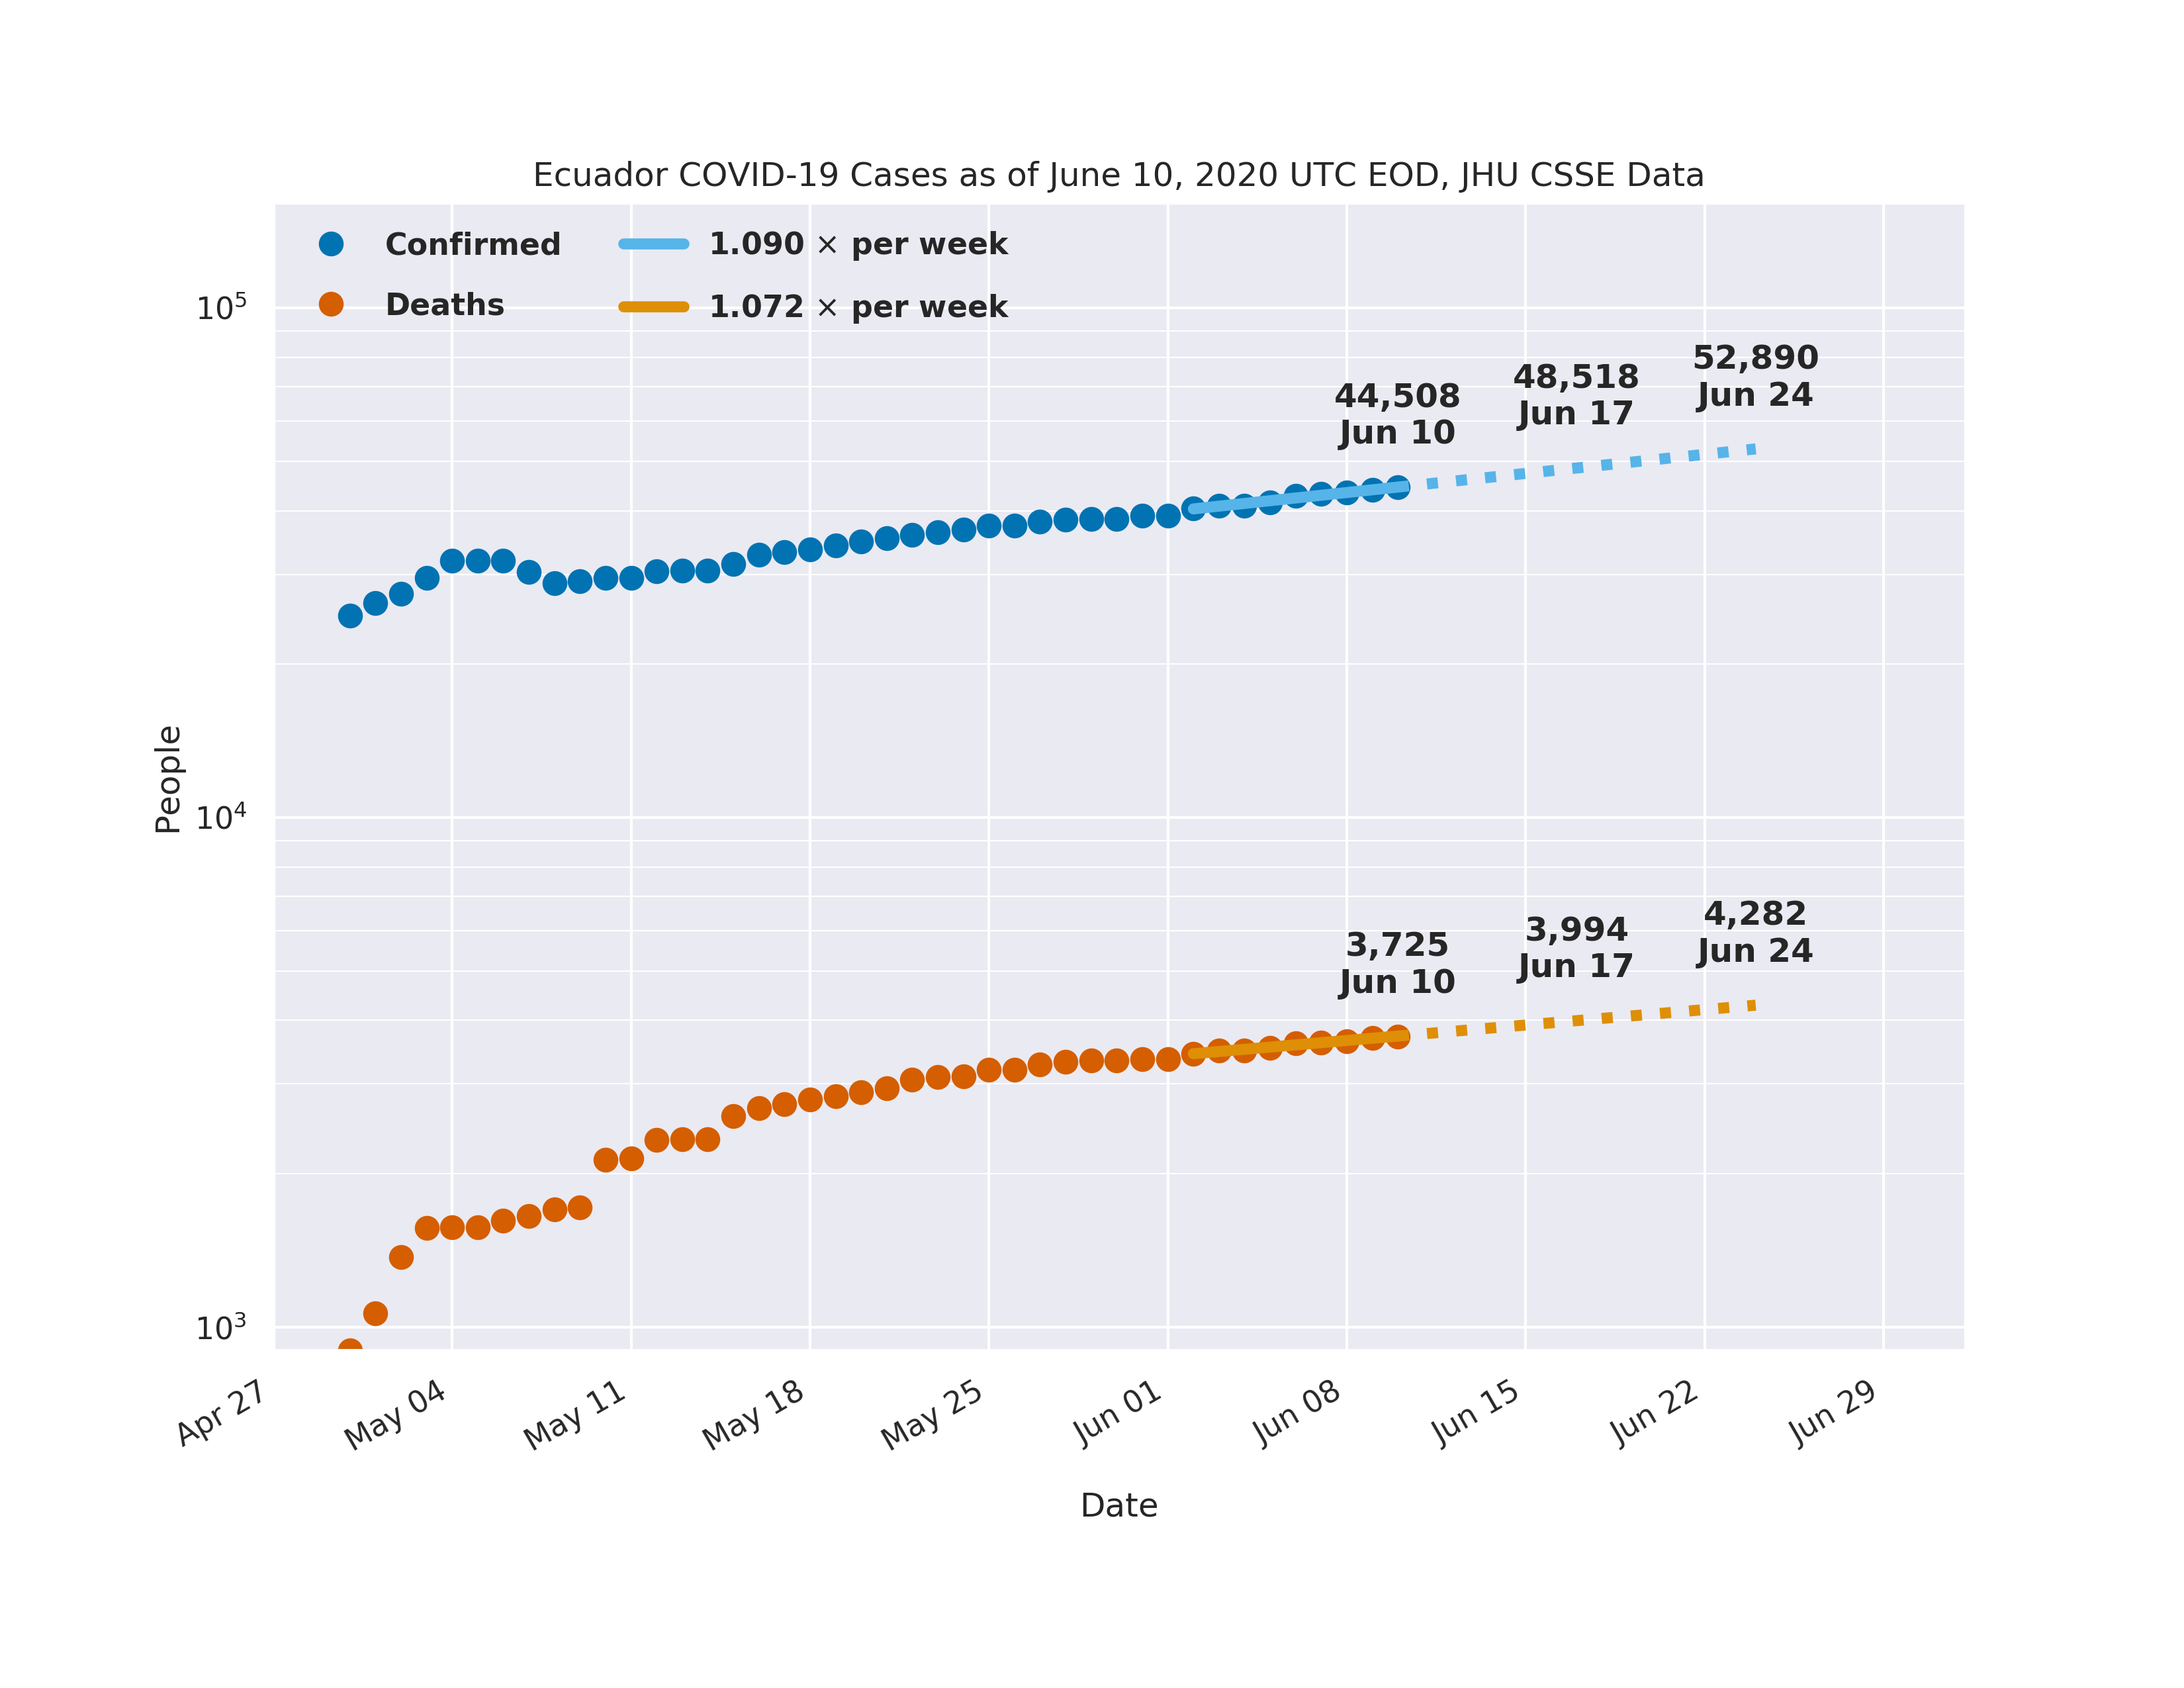 Ecuador COVID-19 Cases as of June 10, 2020 UTC EOD, JHU CSSE Data
Confirmed
Deaths
1.090 × per week
1.072 × per week
10⁵
10⁴
10³
People
44,508
Jun 10
48,518
Jun 17
52,890
Jun 24
3,725
Jun 10
3,994
Jun 17
4,282
Jun 24
Apr 27
May 04
May 11
May 18
May 25
Jun 01
Jun 08
Jun 15
Jun 22
Jun 29
Date